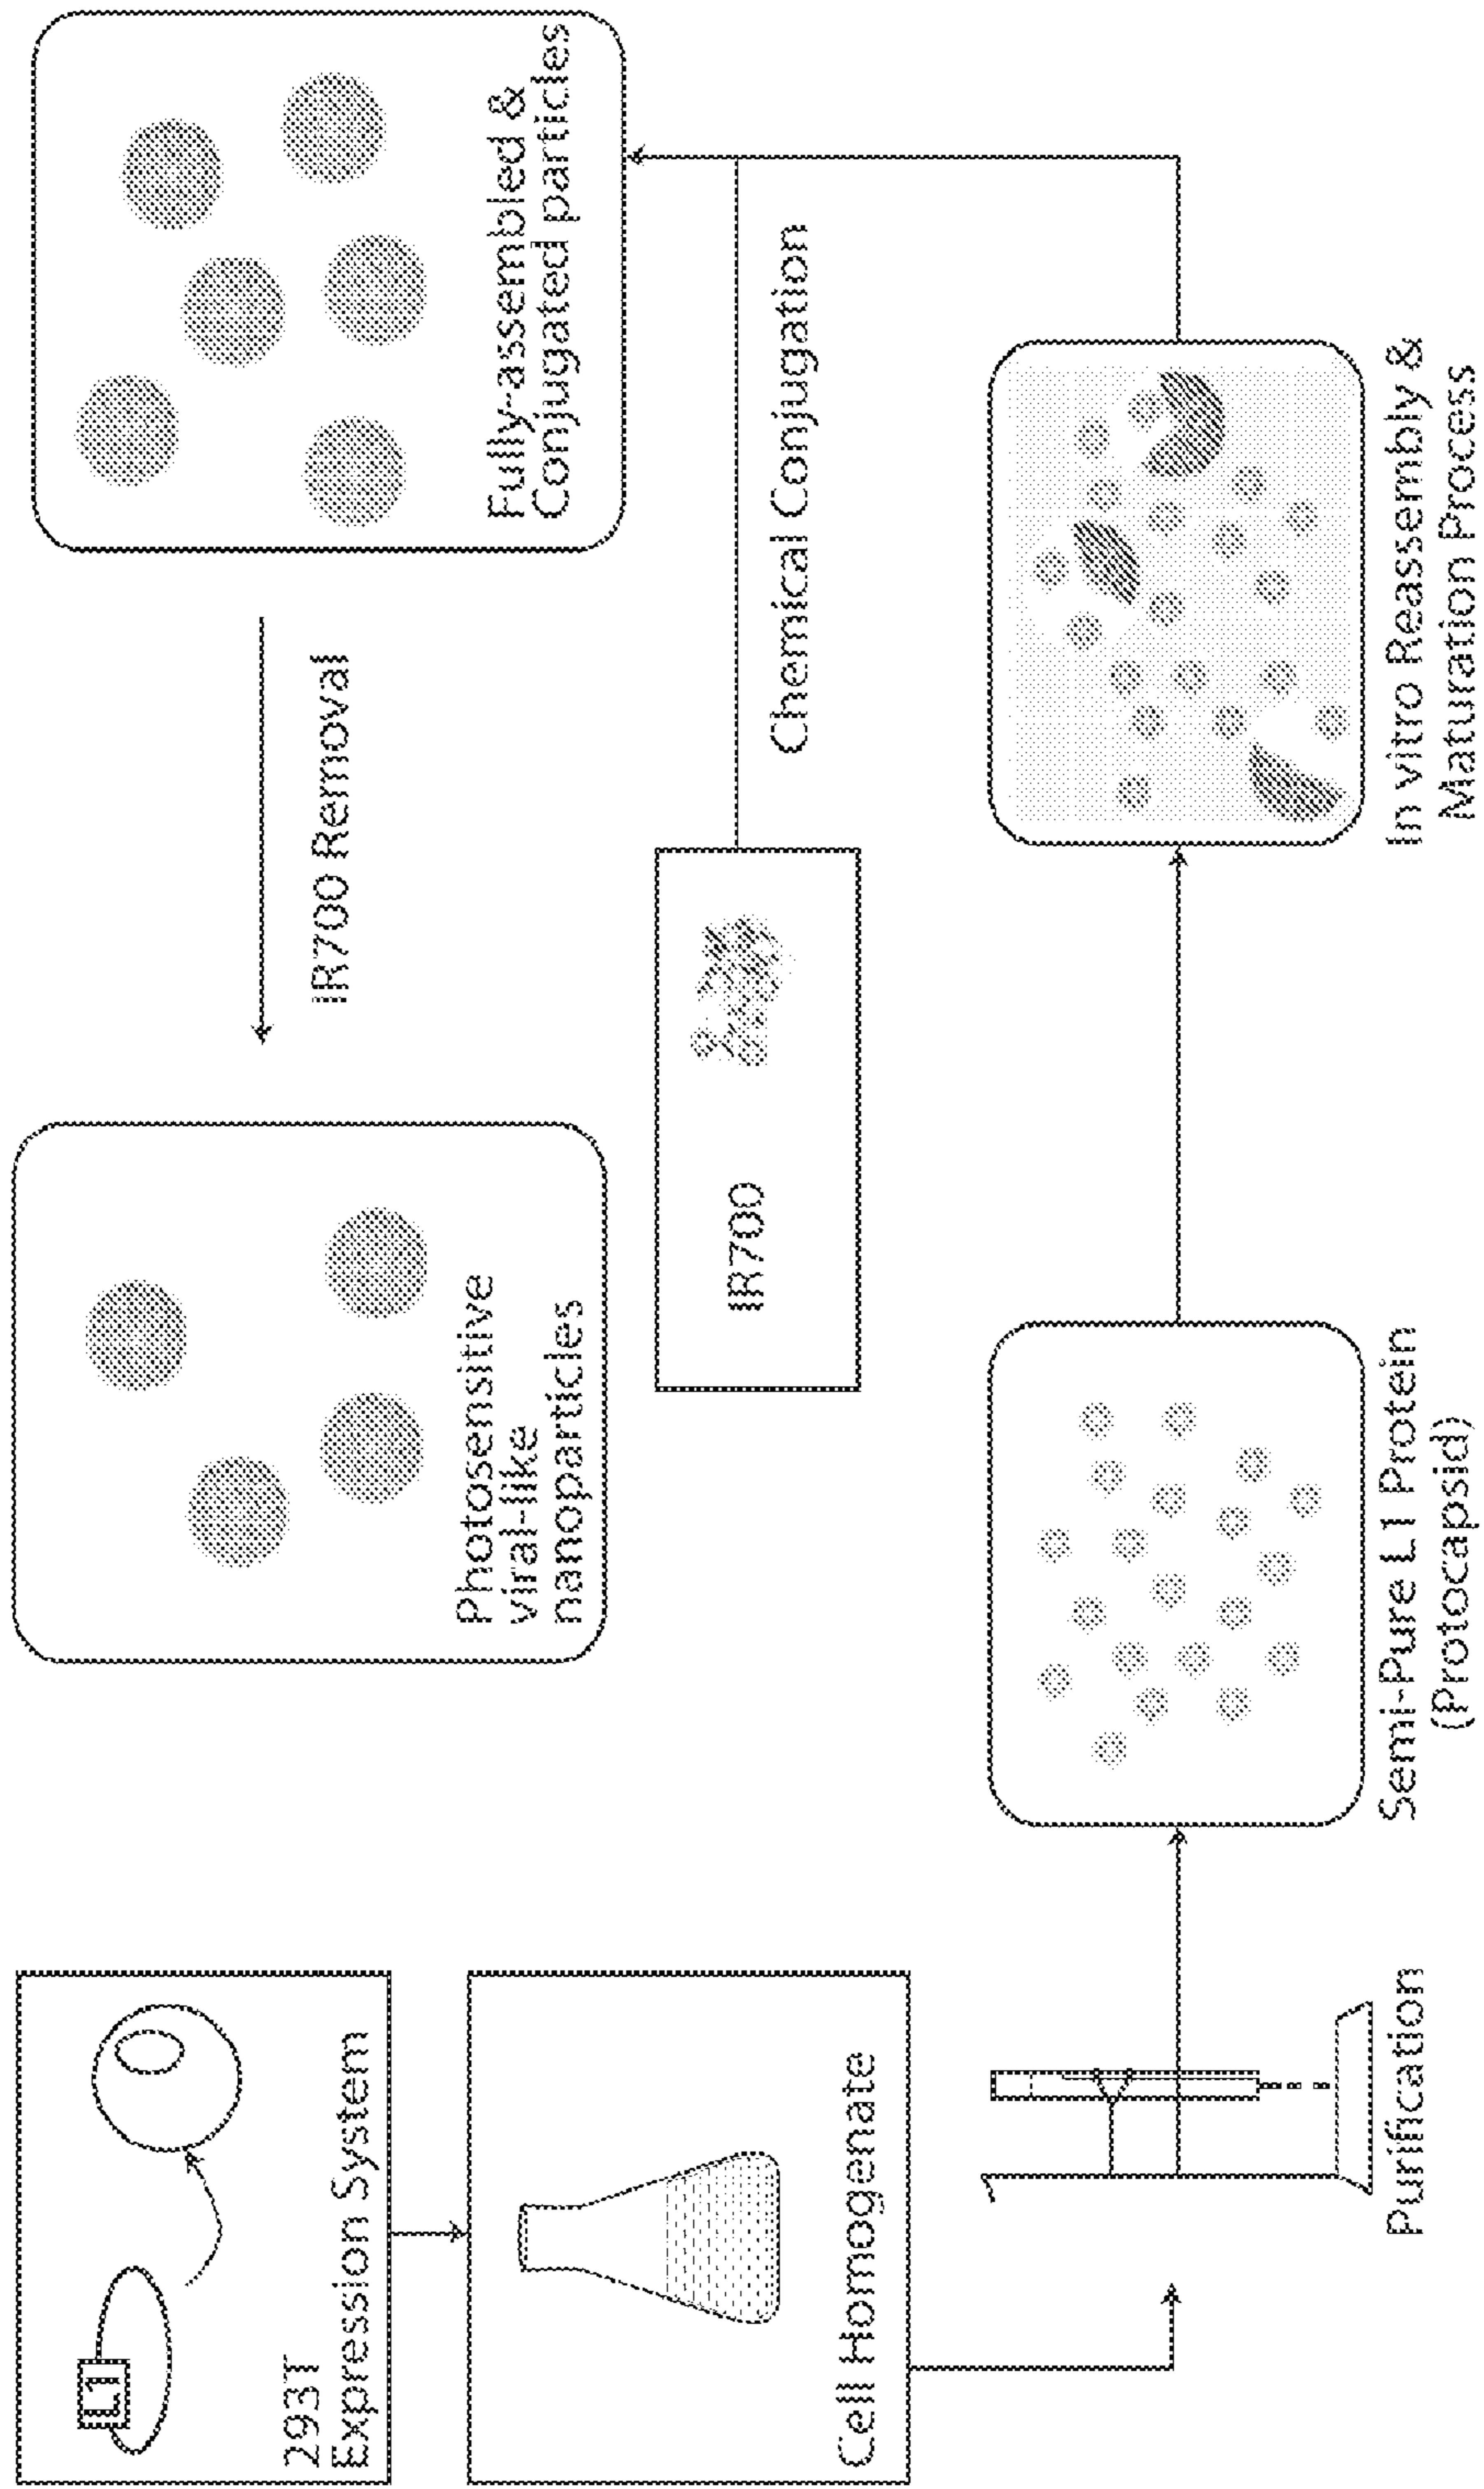 L1
293T
Expression System
Cell Homogenate
Purification
Semi-Pure L1 Protein
(Protocapsid)
In vitro Reassembly &
Maturation Process
IR700
Chemical Conjugation
Fully-assembled &
Conjugated particles
IR700 Removal
Photosensitive
viral-like
nanoparticles